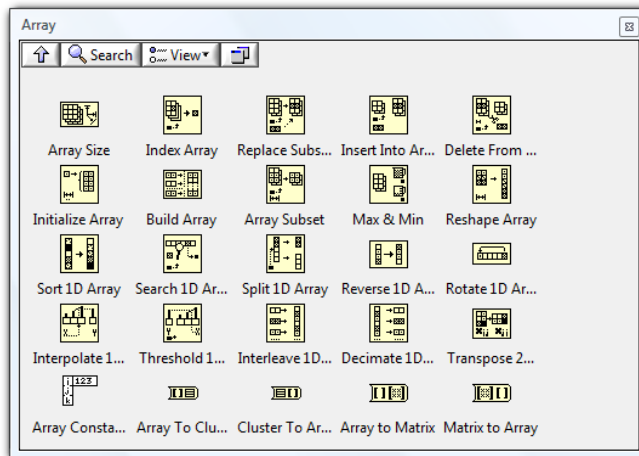 Array
Search View
Array Size Index Array Replace Subs... Insert Into Ar... Delete From ...
Initialize Array Build Array Array Subset Max & Min Reshape Array
Sort 1D Array Search 1D Ar... Split 1D Array Reverse 1D A... Rotate 1D Ar...
Interpolate 1... Threshold 1... Interleave 1D... Decimate 1D... Transpose 2...
i 123
j
k
Array Consta... Array To Clu... Cluster To Ar... Array to Matrix Matrix to Array